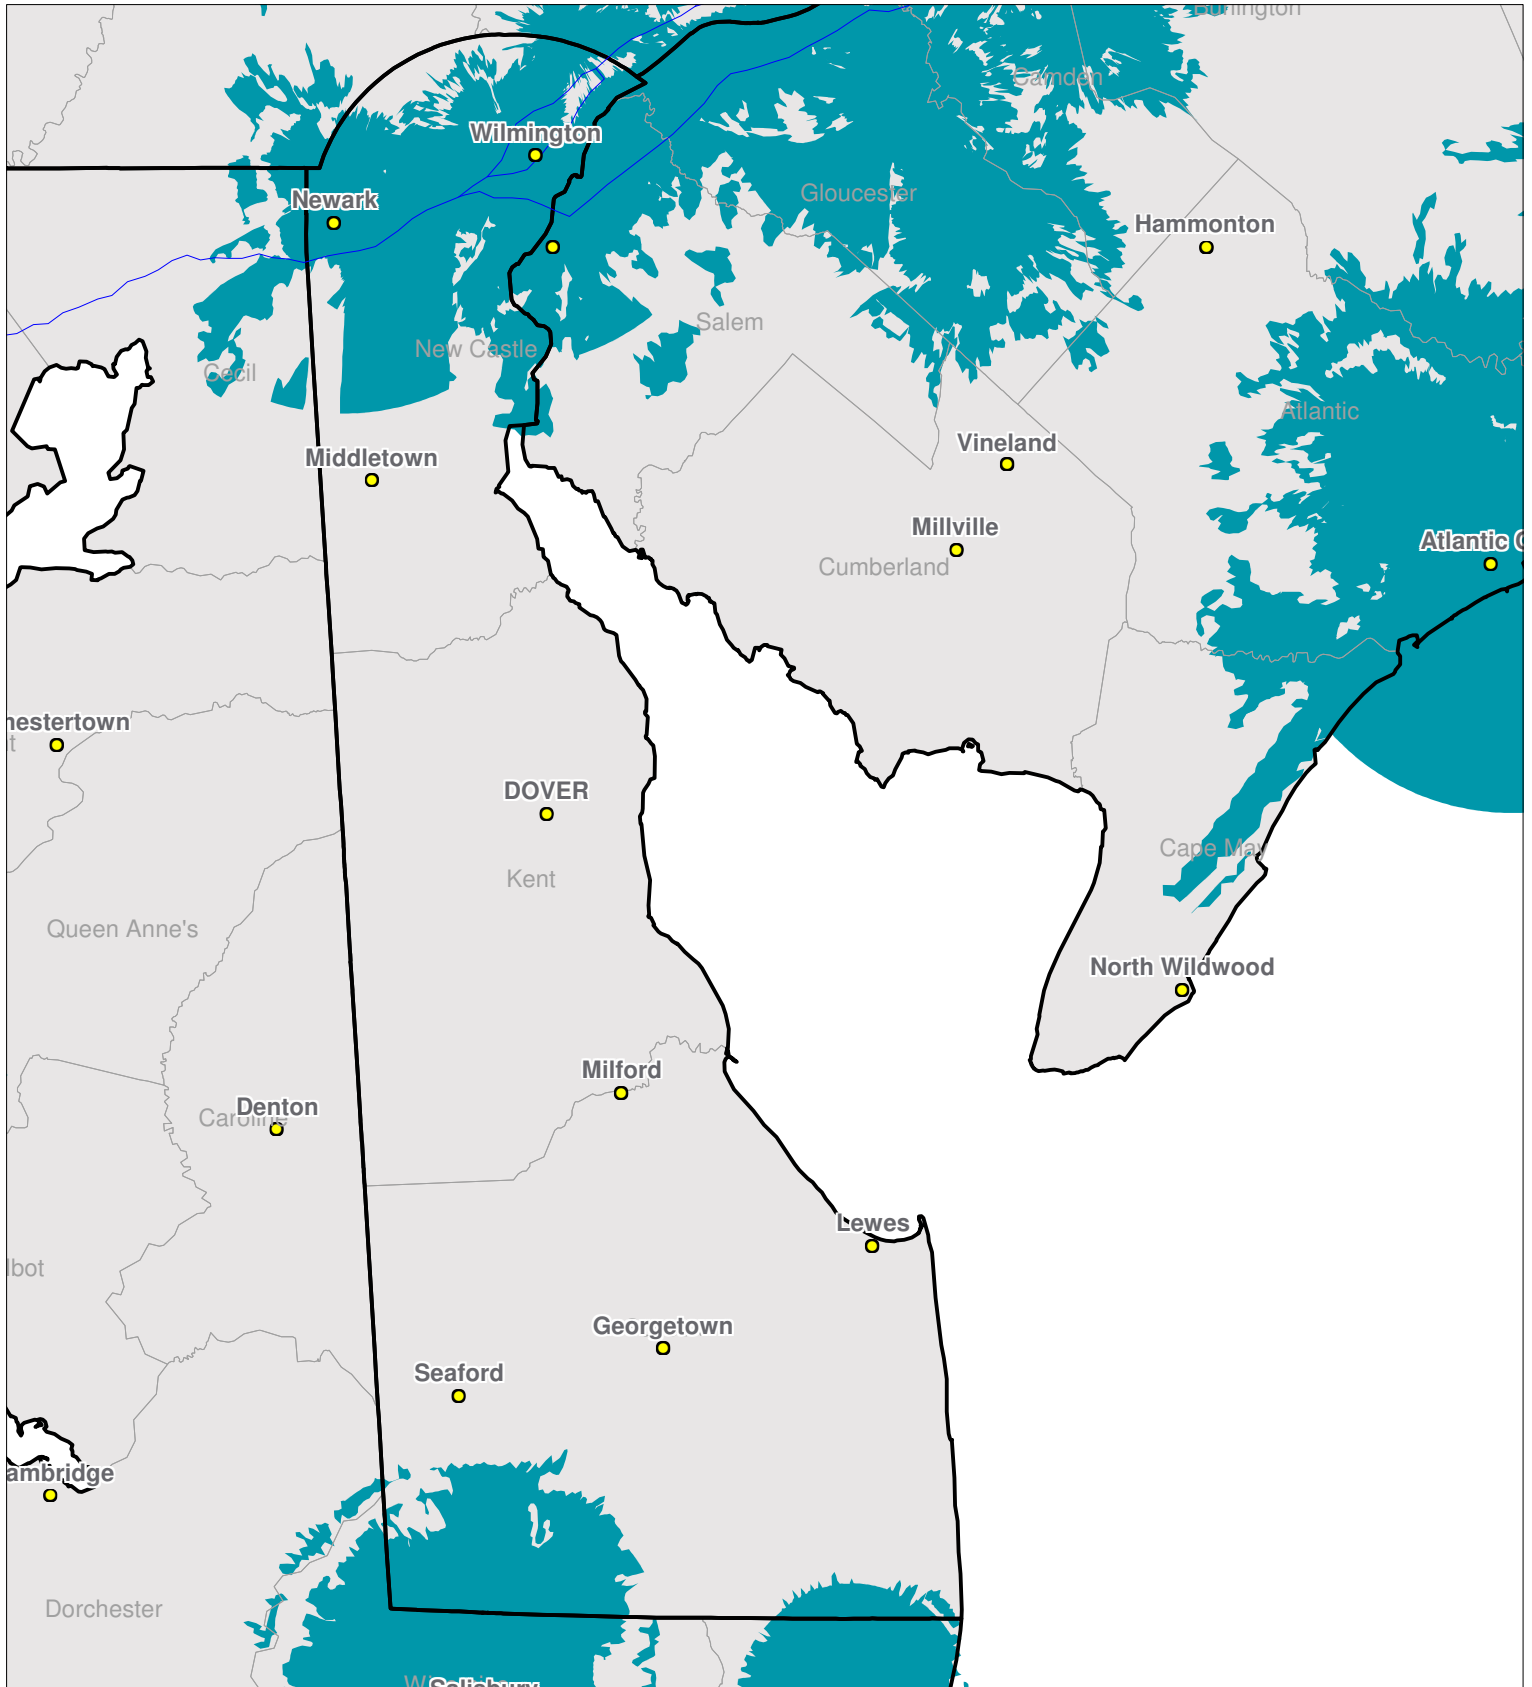 Burlington
Camden
Wilmington
Newark
Gloucester
Hammonton
Salem
New Castle
Cecil
Atlantic
Middletown
Vineland
Millville
Atlantic C
Cumberland
hestertown
t
DOVER
Cape May
Kent
Queen Anne's
North Wildwood
Milford
Denton
Caroline
Lewes
lbot
Georgetown
Seaford
ambridge
Dorchester
Salisbury